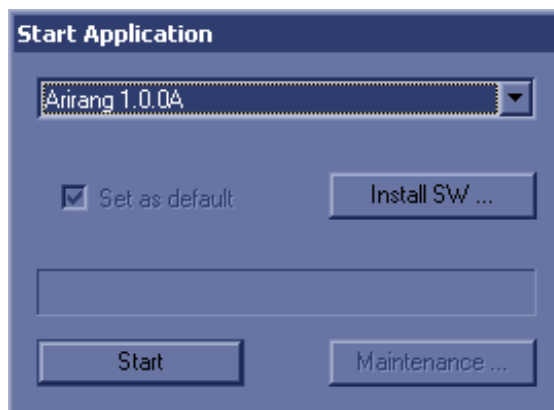 Start Application
Arirang 1.0.0A
Set as default
Install SW ...
Start
Maintenance ...